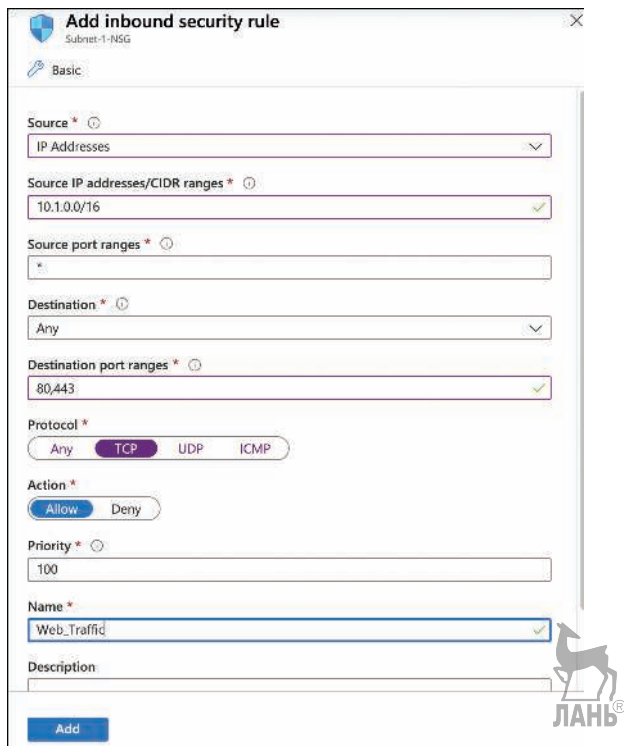 Add inbound security rule
Subnet-1-NSG
Basic
Source *
IP Addresses
Source IP addresses/CIDR ranges *
10.1.0.0/16
Source port ranges *
*
Destination *
Any
Destination port ranges *
80,443
Protocol *
Any TCP UDP ICMP
Action *
Allow Deny
Priority *
100
Name *
Web_Traffic
Description
Add
ЛАНЬ®